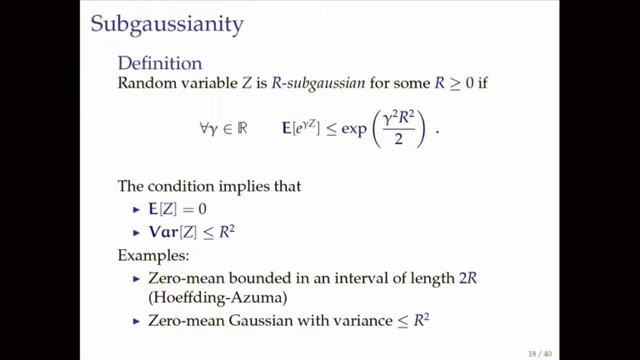 Subgaussianity
Definition
Random variable Z is R-subgaussian for some R ≥ 0 if
∀γ ∈ ℝ E[e^{γZ}] ≤ exp(γ²R²/2) .
The condition implies that
▸ E[Z] = 0
▸ Var[Z] ≤ R²
Examples:
▸ Zero-mean bounded in an interval of length 2R
(Hoeffding-Azuma)
▸ Zero-mean Gaussian with variance ≤ R²
18 / 40